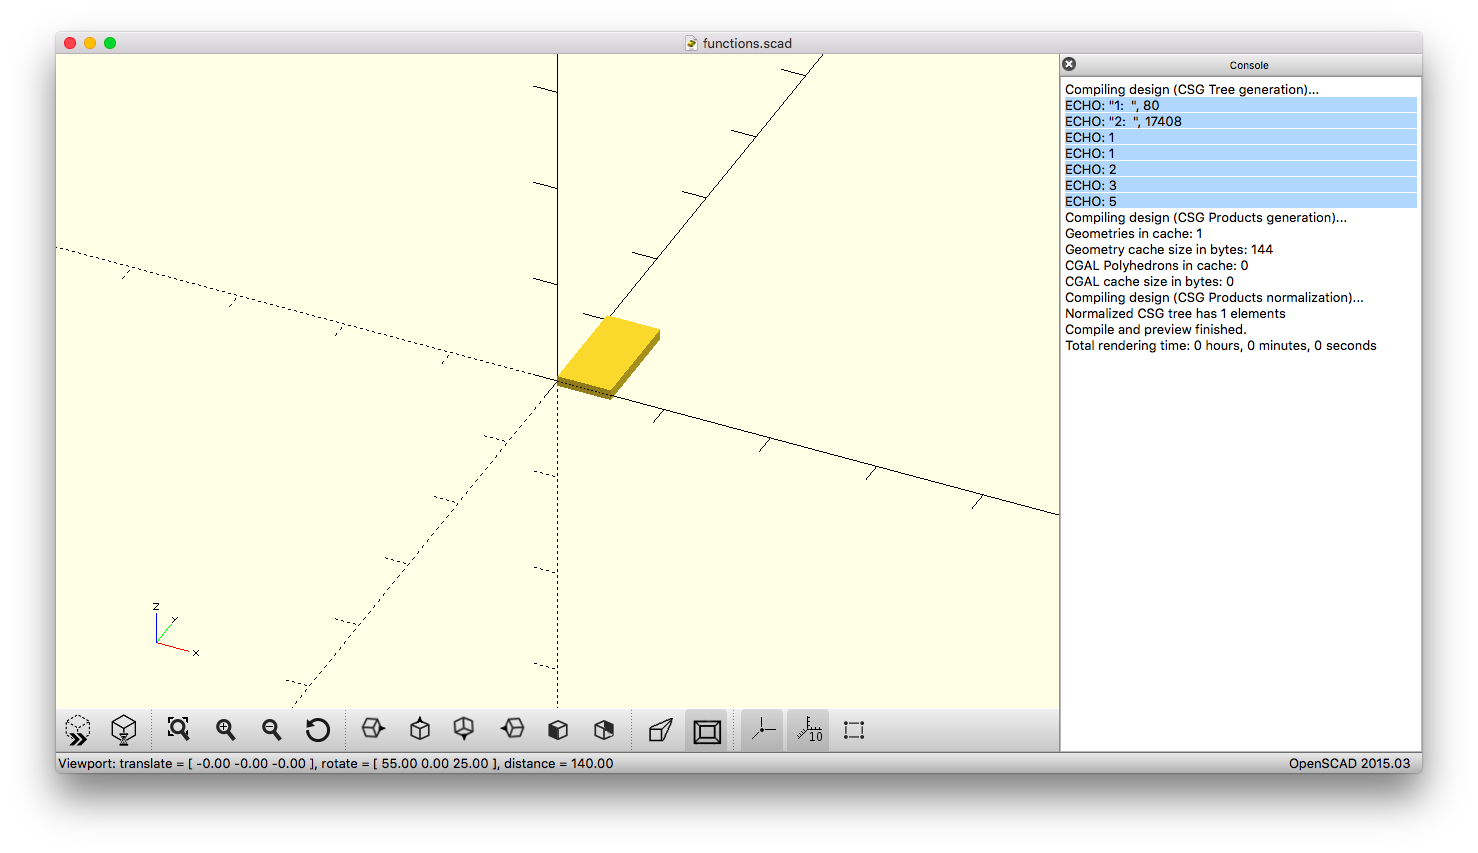 functions.scad
Console
Compiling design (CSG Tree generation)...
ECHO: "1:  ", 80
ECHO: "2:  ", 17408
ECHO: 1
ECHO: 1
ECHO: 2
ECHO: 3
ECHO: 5
Compiling design (CSG Products generation)...
Geometries in cache: 1
Geometry cache size in bytes: 144
CGAL Polyhedrons in cache: 0
CGAL cache size in bytes: 0
Compiling design (CSG Products normalization)...
Normalized CSG tree has 1 elements
Compile and preview finished.
Total rendering time: 0 hours, 0 minutes, 0 seconds
z
y
x
10
Viewport: translate = [ -0.00 -0.00 -0.00 ], rotate = [ 55.00 0.00 25.00 ], distance = 140.00
OpenSCAD 2015.03